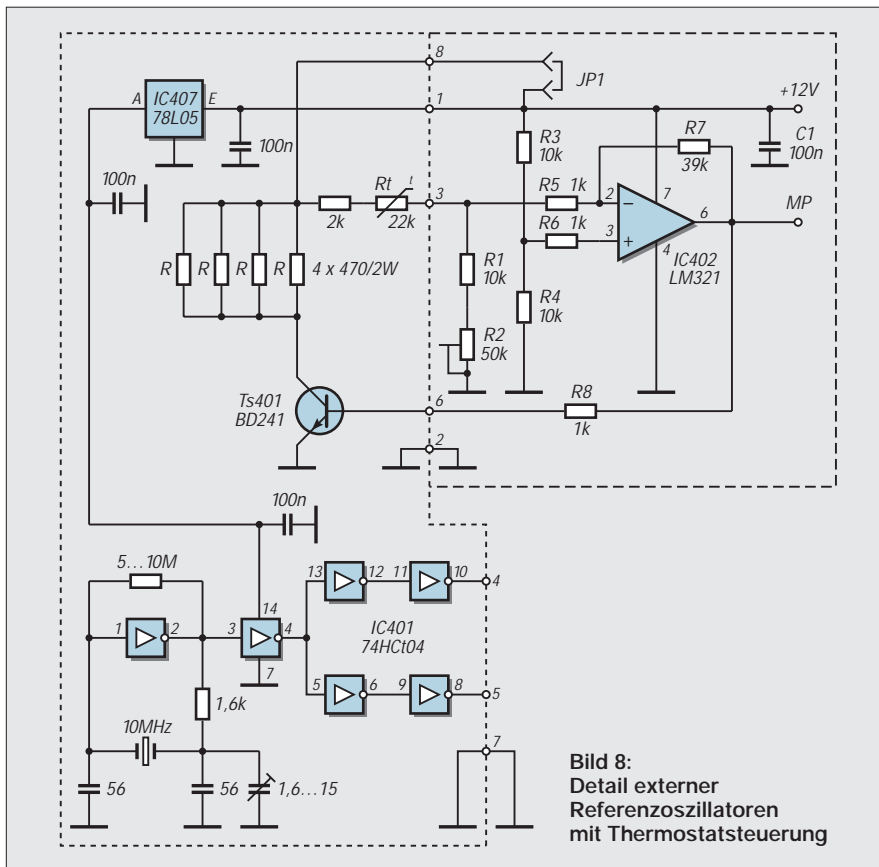 8
JP1
A
IC407
78L05
E
1
+12V
100n
R3
10k
R7
39k
C1
100n
100n
2k
Rt
t
22k
3
R5 1k
2
–
7
6
MP
R6 1k
3
+
4
IC402
LM321
R
R
R
4 x 470/2W
R1
10k
R4
10k
R2
50k
Ts401
BD241
6
R8
1k
2
100n
5...10M
1
2
3
14
4
7
13
12
11
10
4
IC401
74HCt04
5
6
9
8
5
1,6k
10MHz
7
56
56
1,6...15
Bild 8:
Detail externer
Referenzoszillatoren
mit Thermostatsteuerung